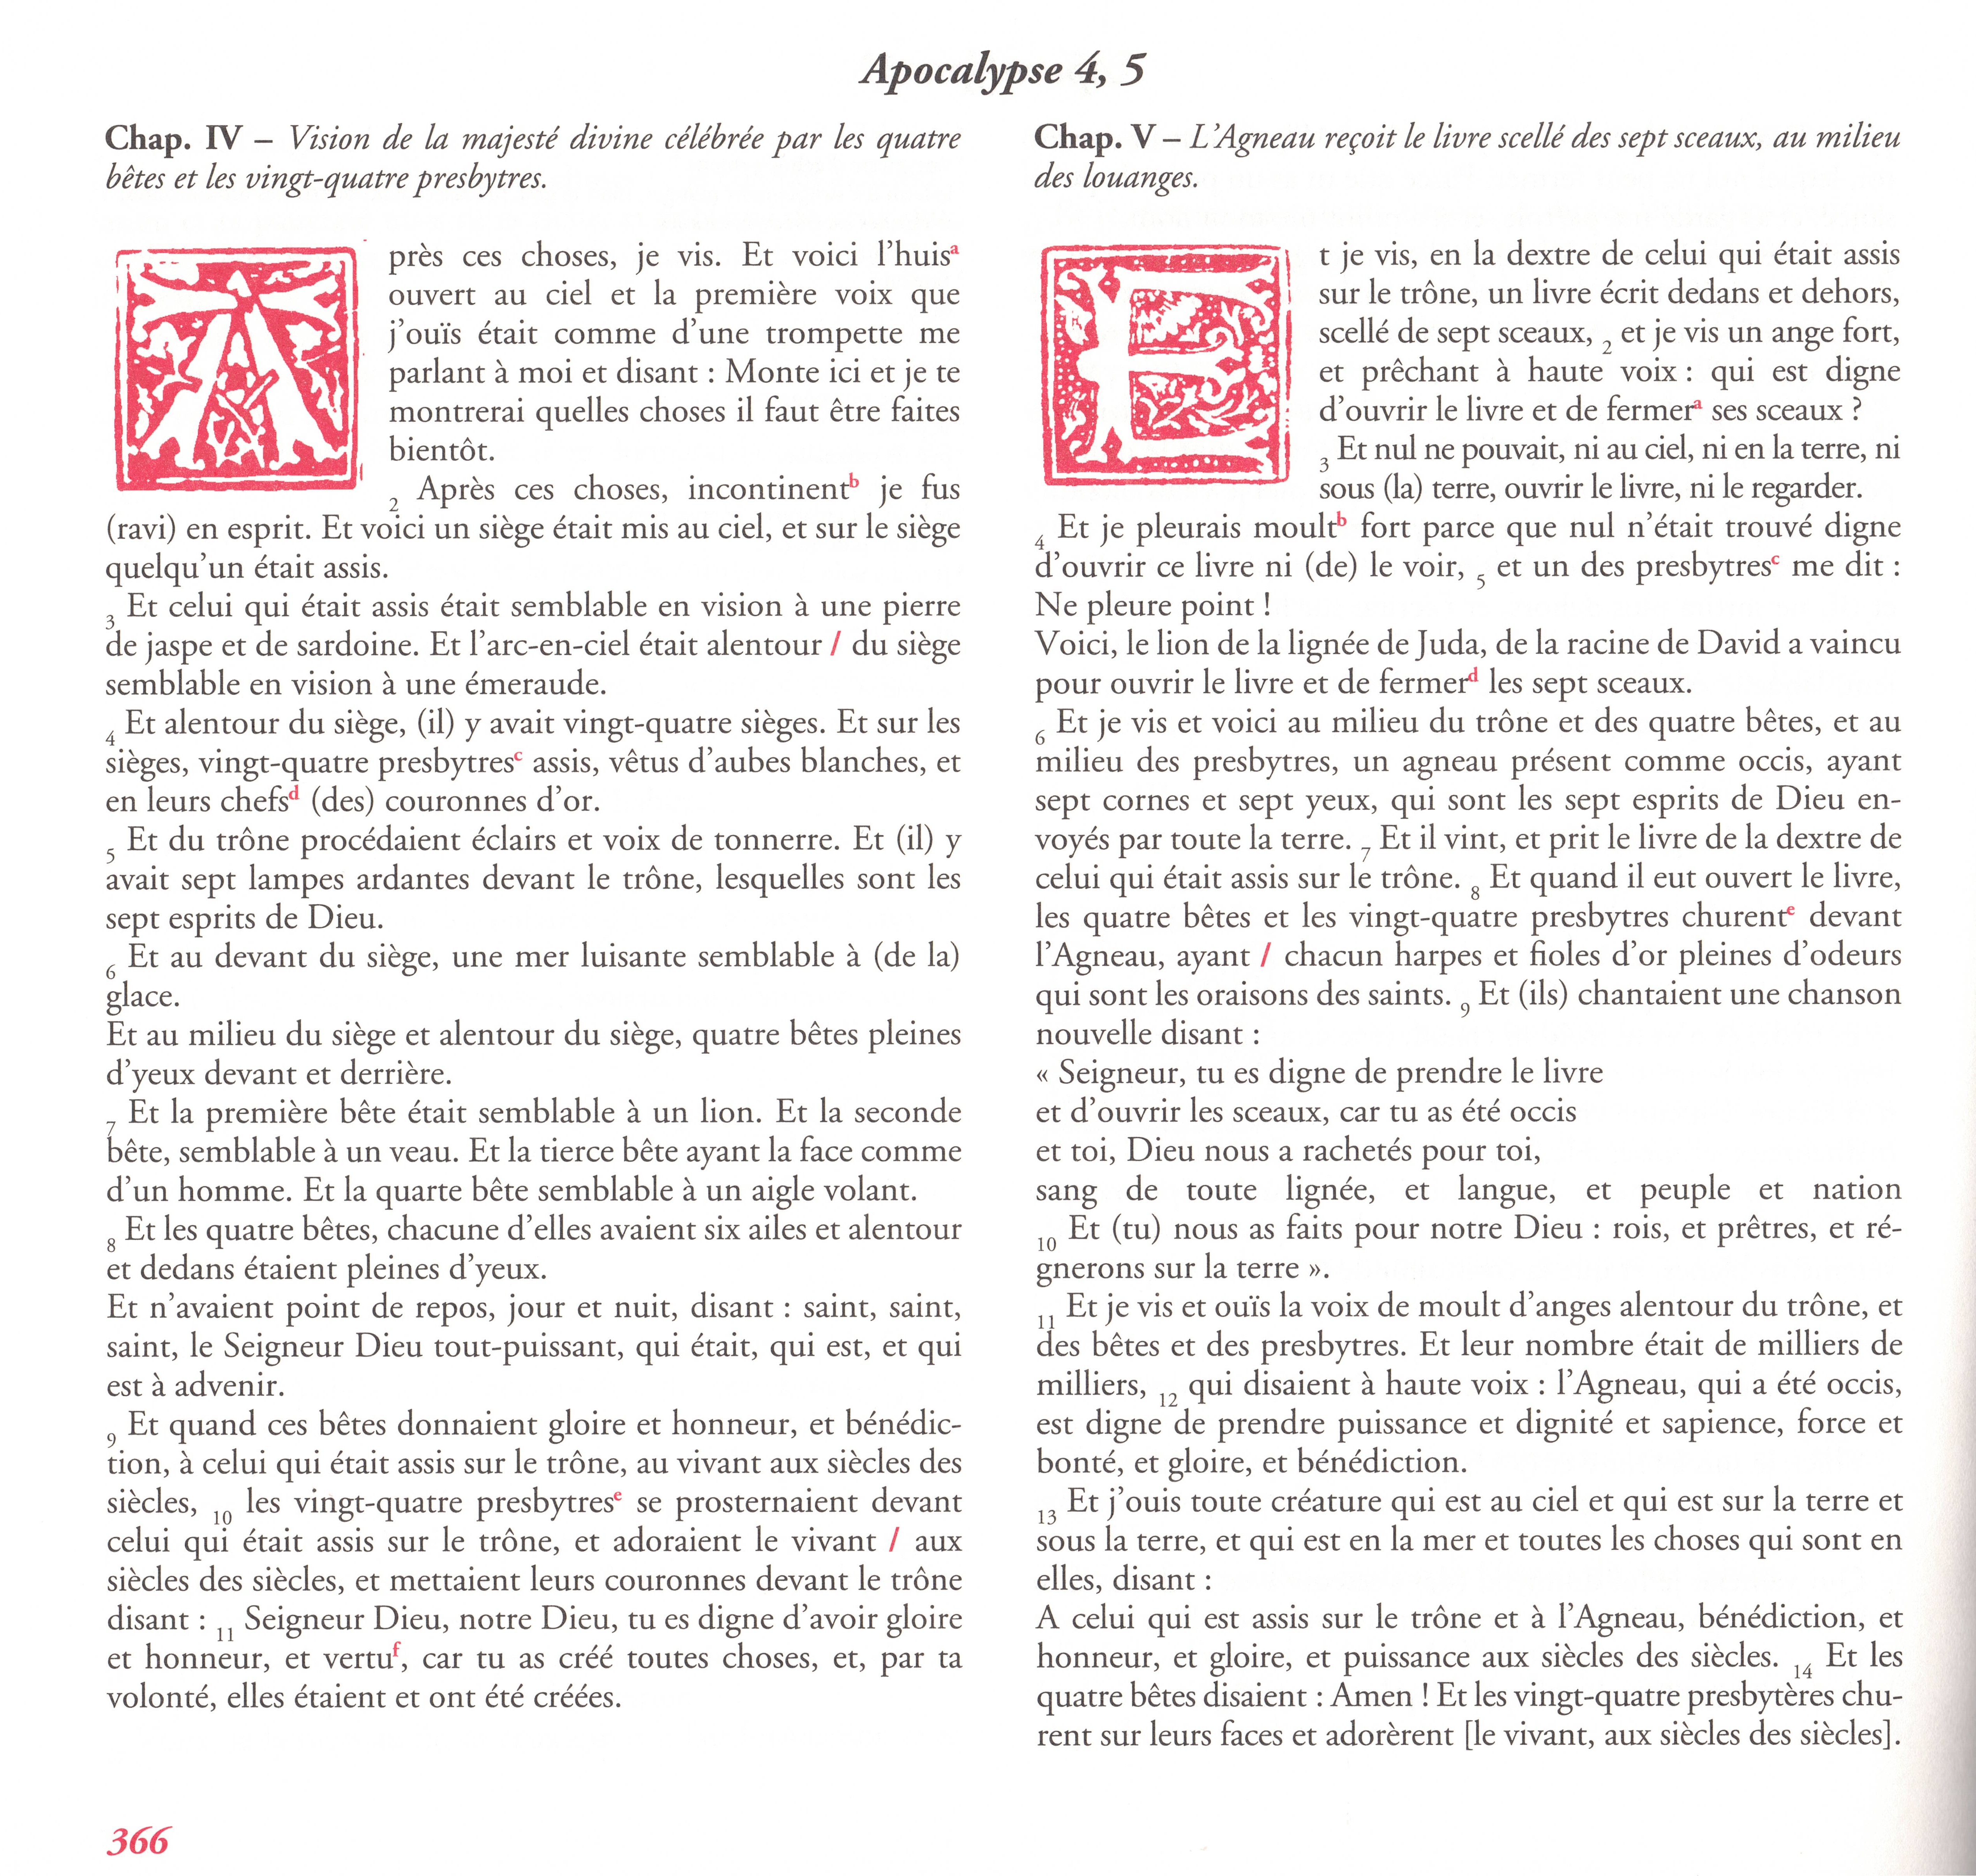 Apocalypse 4, 5
Chap. IV – Vision de la majesté divine célébrée par les quatre
bêtes et les vingt-quatre presbytres.
Après ces choses, je vis. Et voici l’huisa
ouvert au ciel et la première voix que
j’ouïs était comme d’une trompette me
parlant à moi et disant : Monte ici et je te
montrerai quelles choses il faut être faites
bientôt.
2 Après ces choses, incontinentb je fus
(ravi) en esprit. Et voici un siège était mis au ciel, et sur le siège
quelqu’un était assis.
3 Et celui qui était assis était semblable en vision à une pierre
de jaspe et de sardoine. Et l’arc-en-ciel était alentour / du siège
semblable en vision à une émeraude.
4 Et alentour du siège, (il) y avait vingt-quatre sièges. Et sur les
sièges, vingt-quatre presbytresc assis, vêtus d’aubes blanches, et
en leurs chefsd (des) couronnes d’or.
5 Et du trône procédaient éclairs et voix de tonnerre. Et (il) y
avait sept lampes ardantes devant le trône, lesquelles sont les
sept esprits de Dieu.
6 Et au devant du siège, une mer luisante semblable à (de la)
glace.
Et au milieu du siège et alentour du siège, quatre bêtes pleines
d’yeux devant et derrière.
7 Et la première bête était semblable à un lion. Et la seconde
bête, semblable à un veau. Et la tierce bête ayant la face comme
d’un homme. Et la quarte bête semblable à un aigle volant.
8 Et les quatre bêtes, chacune d’elles avaient six ailes et alentour
et dedans étaient pleines d’yeux.
Et n’avaient point de repos, jour et nuit, disant : saint, saint,
saint, le Seigneur Dieu tout-puissant, qui était, qui est, et qui
est à advenir.
9 Et quand ces bêtes donnaient gloire et honneur, et bénédic-
tion, à celui qui était assis sur le trône, au vivant aux siècles des
siècles, 10 les vingt-quatre presbytrese se prosternaient devant
celui qui était assis sur le trône, et adoraient le vivant / aux
siècles des siècles, et mettaient leurs couronnes devant le trône
disant : 11 Seigneur Dieu, notre Dieu, tu es digne d’avoir gloire
et honneur, et vertuf, car tu as créé toutes choses, et, par ta
volonté, elles étaient et ont été créées.
Chap. V – L’Agneau reçoit le livre scellé des sept sceaux, au milieu
des louanges.
Et je vis, en la dextre de celui qui était assis
sur le trône, un livre écrit dedans et dehors,
scellé de sept sceaux, 2 et je vis un ange fort,
et prêchant à haute voix : qui est digne
d’ouvrir le livre et de fermera ses sceaux ?
3 Et nul ne pouvait, ni au ciel, ni en la terre, ni
sous (la) terre, ouvrir le livre, ni le regarder.
4 Et je pleurais moultb fort parce que nul n’était trouvé digne
d’ouvrir ce livre ni (de) le voir, 5 et un des presbytresc me dit :
Ne pleure point !
Voici, le lion de la lignée de Juda, de la racine de David a vaincu
pour ouvrir le livre et de fermerd les sept sceaux.
6 Et je vis et voici au milieu du trône et des quatre bêtes, et au
milieu des presbytres, un agneau présent comme occis, ayant
sept cornes et sept yeux, qui sont les sept esprits de Dieu en-
voyés par toute la terre. 7 Et il vint, et prit le livre de la dextre de
celui qui était assis sur le trône. 8 Et quand il eut ouvert le livre,
les quatre bêtes et les vingt-quatre presbytres churente devant
l’Agneau, ayant / chacun harpes et fioles d’or pleines d’odeurs
qui sont les oraisons des saints. 9 Et (ils) chantaient une chanson
nouvelle disant :
« Seigneur, tu es digne de prendre le livre
et d’ouvrir les sceaux, car tu as été occis
et toi, Dieu nous a rachetés pour toi,
sang de toute lignée, et langue, et peuple et nation
10 Et (tu) nous as faits pour notre Dieu : rois, et prêtres, et ré-
gnerons sur la terre ».
11 Et je vis et ouïs la voix de moult d’anges alentour du trône, et
des bêtes et des presbytres. Et leur nombre était de milliers de
milliers, 12 qui disaient à haute voix : l’Agneau, qui a été occis,
est digne de prendre puissance et dignité et sapience, force et
bonté, et gloire, et bénédiction.
13 Et j’ouis toute créature qui est au ciel et qui est sur la terre et
sous la terre, et qui est en la mer et toutes les choses qui sont en
elles, disant :
A celui qui est assis sur le trône et à l’Agneau, bénédiction, et
honneur, et gloire, et puissance aux siècles des siècles. 14 Et les
quatre bêtes disaient : Amen ! Et les vingt-quatre presbytères chu-
rent sur leurs faces et adorèrent [le vivant, aux siècles des siècles].
366